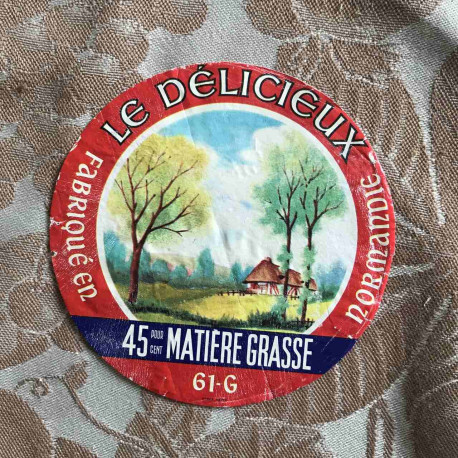 LE DÉLICIEUX
FABRIQUÉ EN NORMANDIE
45 POUR CENT MATIÈRE GRASSE
61-G